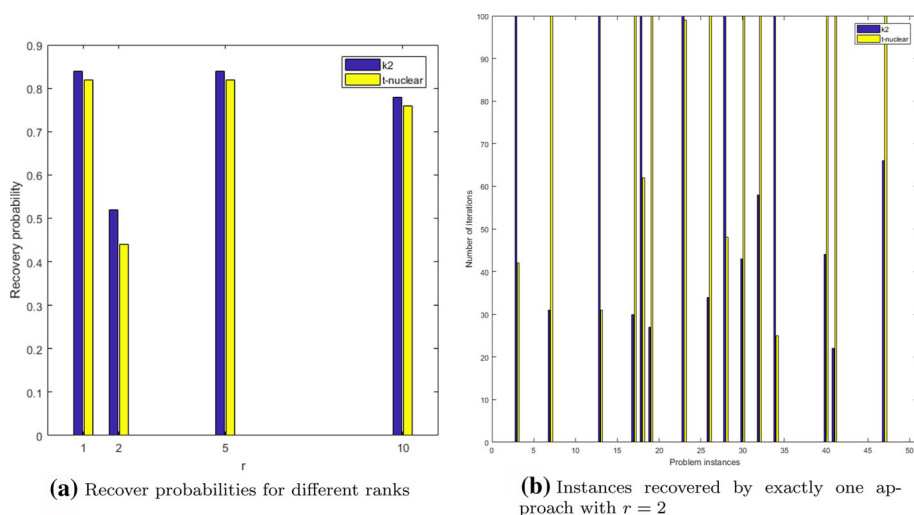 0.9
0.8
0.7
0.6
0.5
0.4
0.3
0.2
0.1
0
Recovery probability
k2
t-nuclear
1 2 5 10
r
(a) Recover probabilities for different ranks
100
90
80
70
60
50
40
30
20
10
0
Number of iterations
k2
t-nuclear
0 5 10 15 20 25 30 35 40 45 50
Problem instances
(b) Instances recovered by exactly one ap-
proach with r = 2